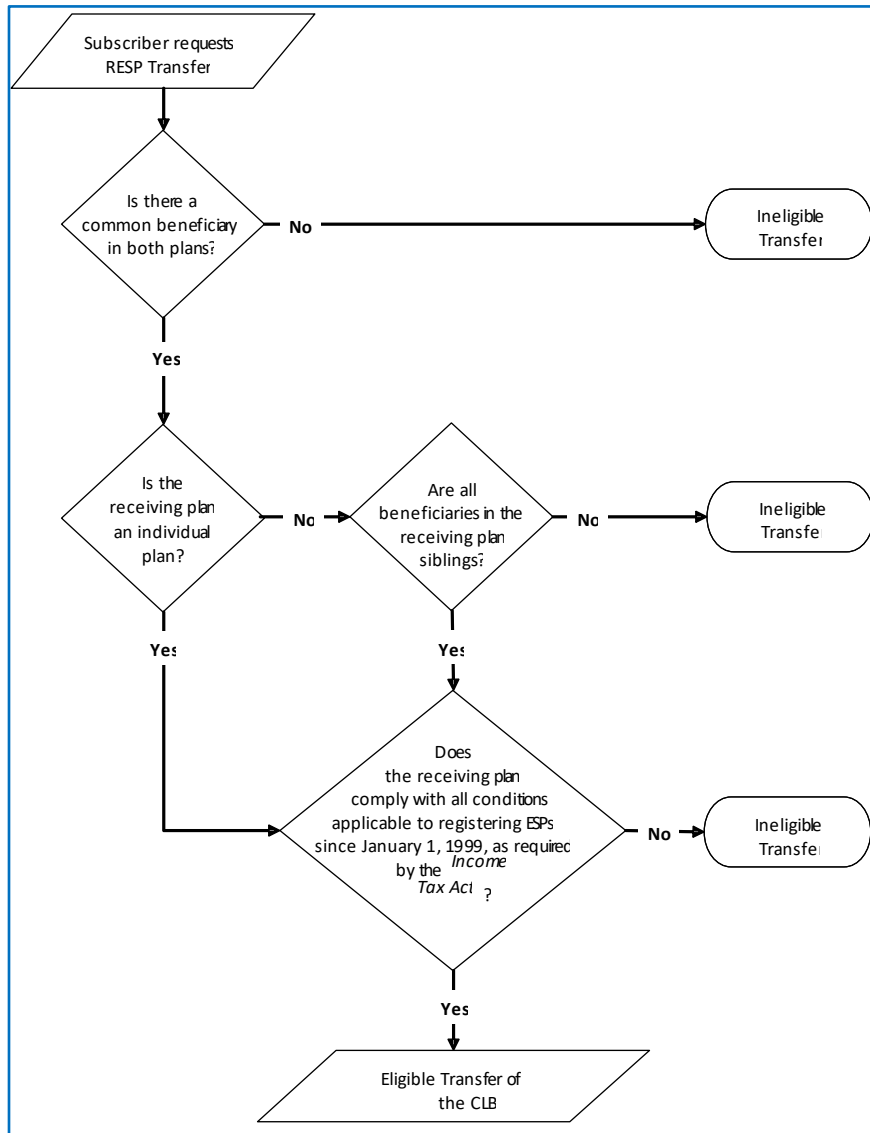 Subscriber requests
RESP Transfer
Is there a
common beneficiary
in both plans?
No
Ineligible
Transfer
Yes
Is the
receiving plan
an individual
plan?
No
Are all
beneficiaries in the
receiving plan
siblings?
No
Ineligible
Transfer
Yes
Yes
Does
the receiving plan
comply with all conditions
applicable to registering ESPs
since January 1, 1999, as required
by the Income
Tax Act ?
No
Ineligible
Transfer
Yes
Eligible Transfer of
the CLB